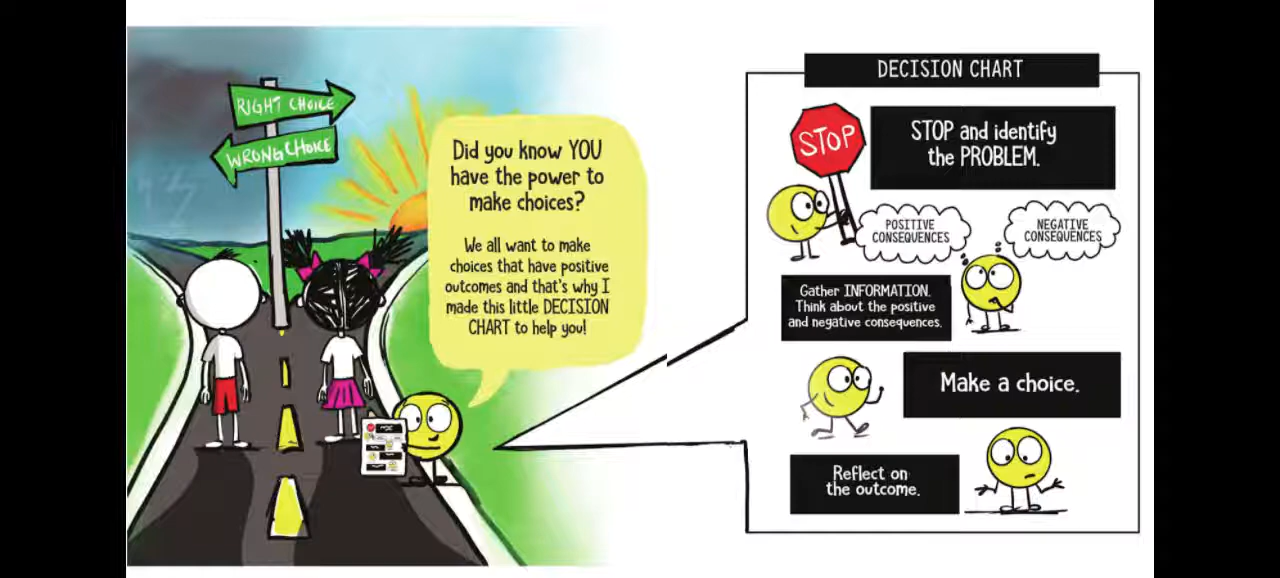 RIGHT CHOICE
WRONG CHOICE
Did you know YOU
have the power to
make choices?
We all want to make
choices that have positive
outcomes and that's why I
made this little DECISION
CHART to help you!
DECISION CHART
STOP
STOP and identify
the PROBLEM.
POSITIVE
CONSEQUENCES
NEGATIVE
CONSEQUENCES
Gather INFORMATION.
Think about the positive
and negative consequences.
Make a choice.
Reflect on
the outcome.